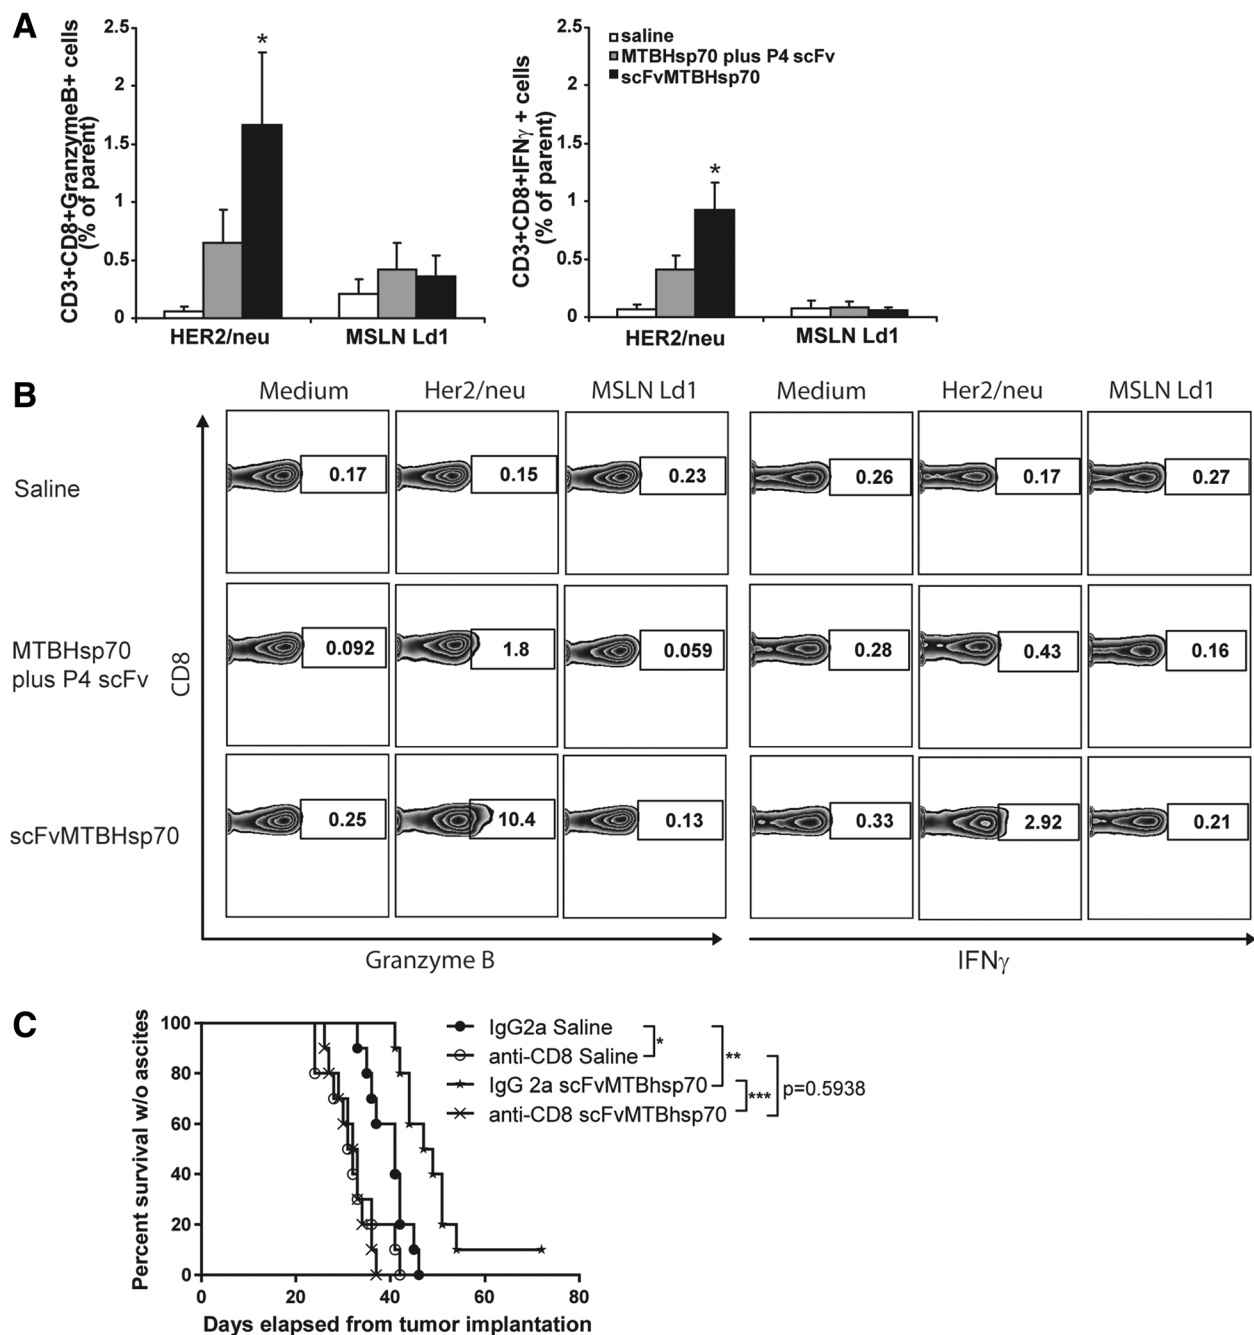 A
CD3+CD8+GranzymeB+ cells
(% of parent)
2.5
2
1.5
1
0.5
0
*
HER2/neu
MSLN Ld1
CD3+CD8+IFNγ + cells
(% of parent)
2.5
2
1.5
1
0.5
0
saline
MTBHsp70 plus P4 scFv
scFvMTBHsp70
*
HER2/neu
MSLN Ld1
B
Medium Her2/neu MSLN Ld1 Medium Her2/neu MSLN Ld1
Saline
0.17 0.15 0.23 0.26 0.17 0.27
MTBHsp70
plus P4 scFv
0.092 1.8 0.059 0.28 0.43 0.16
scFvMTBHsp70
0.25 10.4 0.13 0.33 2.92 0.21
CD8
Granzyme B
IFNγ
C
Percent survival w/o ascites
100
80
60
40
20
0
0 20 40 60 80
Days elapsed from tumor implantation
IgG2a Saline
anti-CD8 Saline
IgG 2a scFvMTBhsp70
anti-CD8 scFvMTBhsp70
*
**
***
p=0.5938